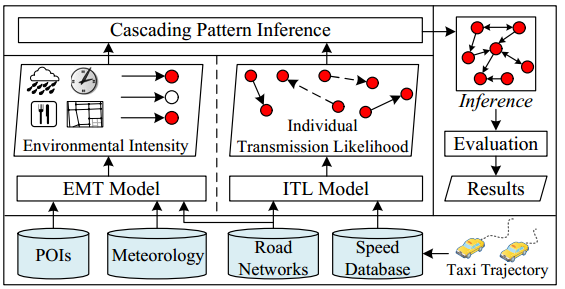 Cascading Pattern Inference
Inference
Environmental Intensity
Individual
Transmission Likelihood
Evaluation
EMT Model
ITL Model
Results
POIs
Meteorology
Road
Networks
Speed
Database
Taxi Trajectory